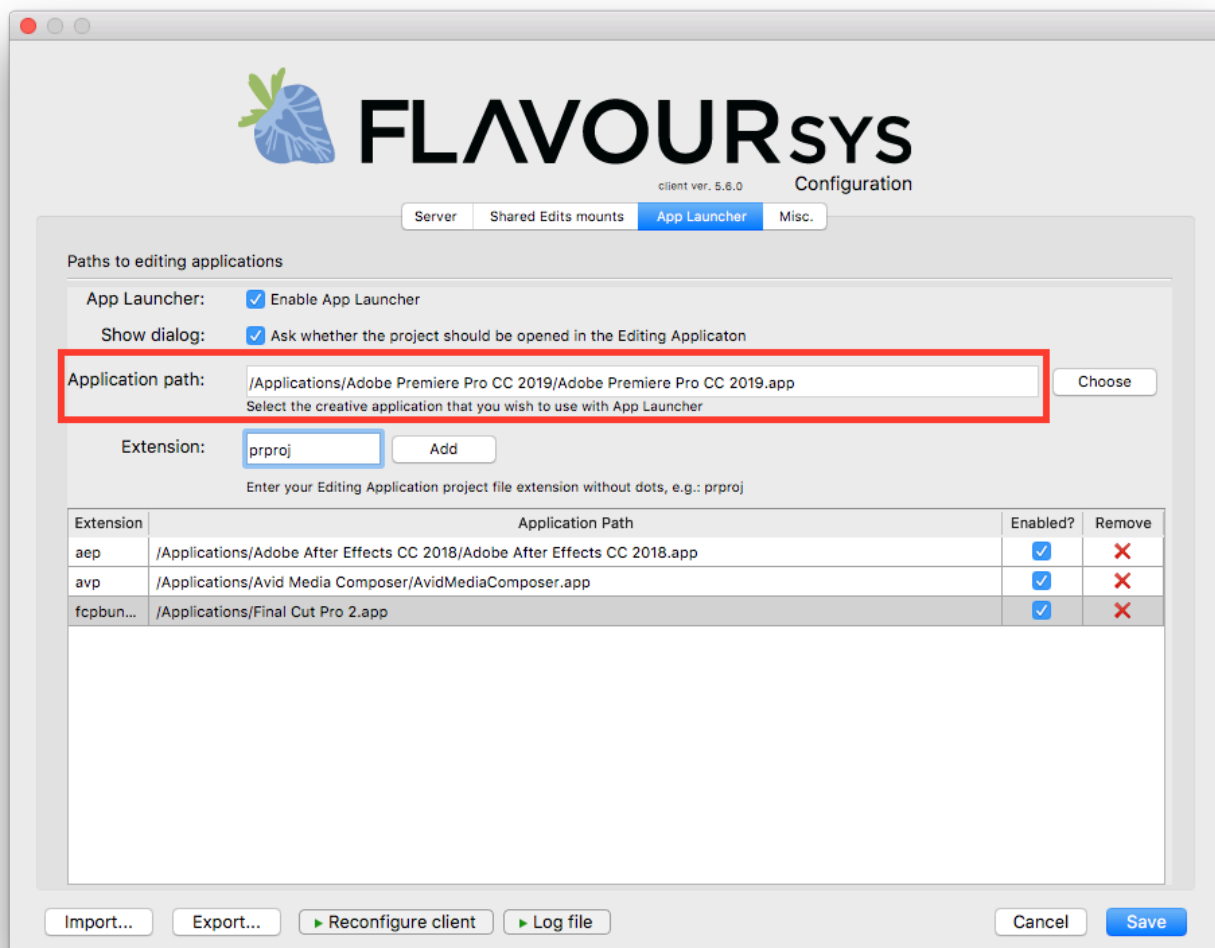 FLAVOURSYS
client ver. 5.6.0 Configuration
Server Shared Edits mounts App Launcher Misc.
Paths to editing applications
App Launcher: Enable App Launcher
Show dialog: Ask whether the project should be opened in the Editing Applicaton
Application path: /Applications/Adobe Premiere Pro CC 2019/Adobe Premiere Pro CC 2019.app Choose
Select the creative application that you wish to use with App Launcher
Extension: prproj Add
Enter your Editing Application project file extension without dots, e.g.: prproj
Extension Application Path Enabled? Remove
aep /Applications/Adobe After Effects CC 2018/Adobe After Effects CC 2018.app
avp /Applications/Avid Media Composer/AvidMediaComposer.app
fcpbun... /Applications/Final Cut Pro 2.app
Import... Export... Reconfigure client Log file Cancel Save